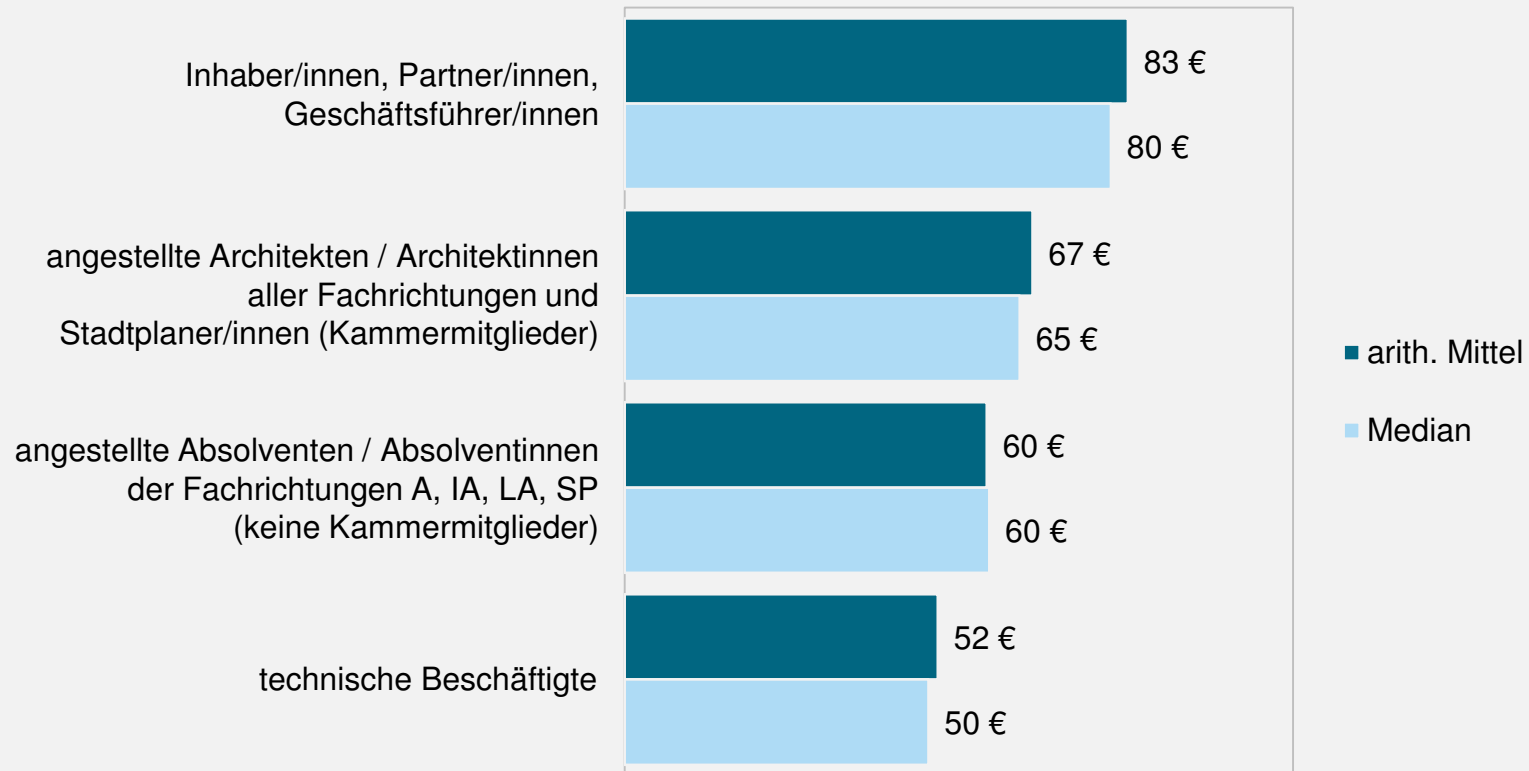 Inhaber/innen, Partner/innen,
Geschäftsführer/innen
83 €
80 €
angestellte Architekten / Architektinnen
aller Fachrichtungen und
Stadtplaner/innen (Kammermitglieder)
67 €
65 €
angestellte Absolventen / Absolventinnen
der Fachrichtungen A, IA, LA, SP
(keine Kammermitglieder)
60 €
60 €
technische Beschäftigte
52 €
50 €
arith. Mittel
Median